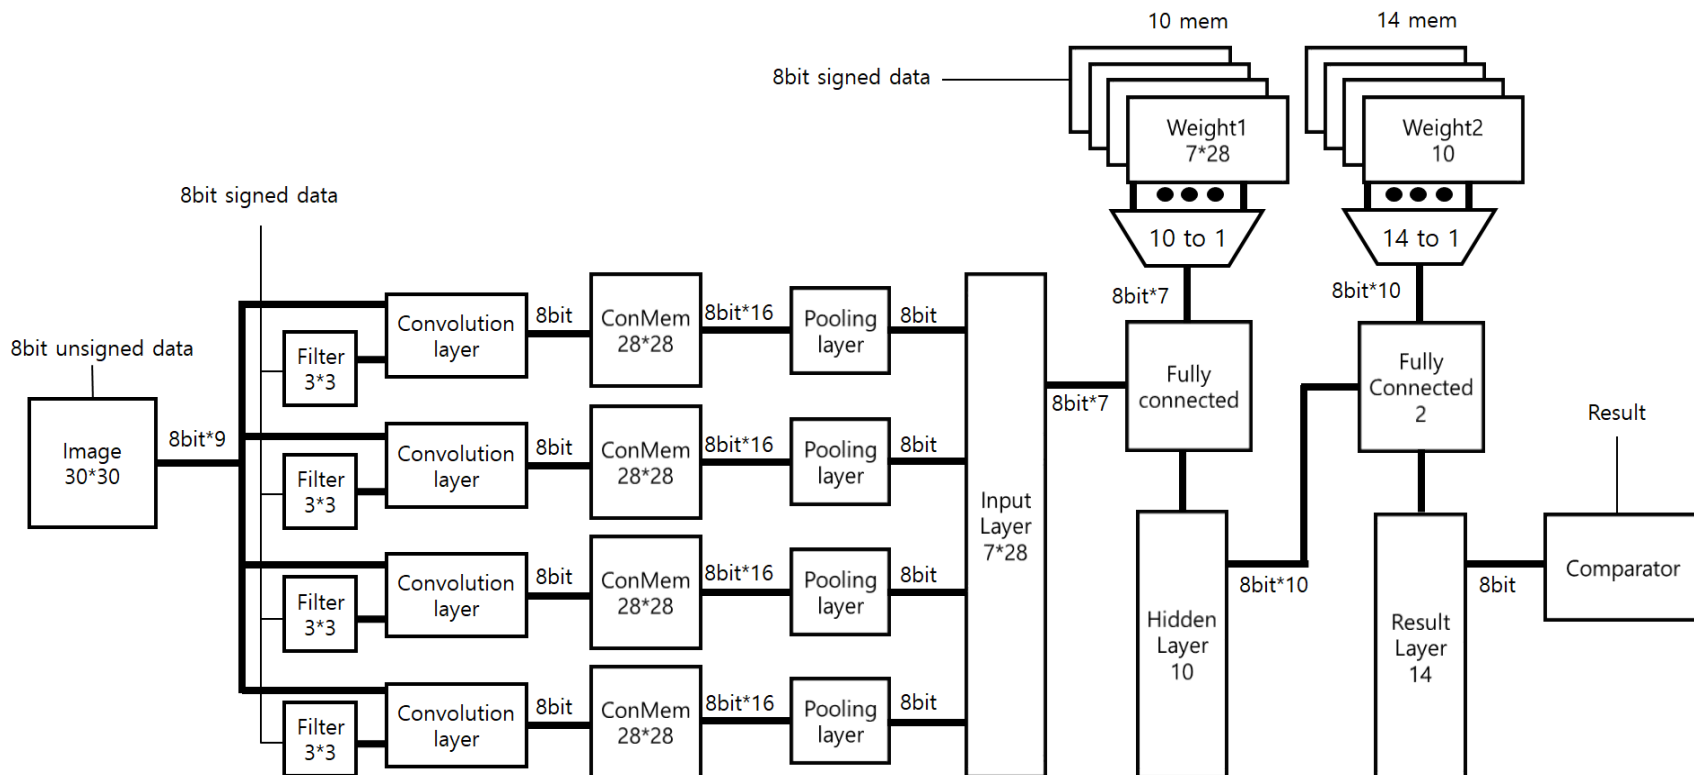 10 mem
14 mem
8bit signed data
Weight1
7*28
Weight2
10
10 to 1
14 to 1
8bit*7
8bit*10
8bit signed data
8bit unsigned data
Image
30*30
8bit*9
Filter
3*3
Convolution
layer
8bit
ConMem
28*28
8bit*16
Pooling
layer
8bit
Filter
3*3
Convolution
layer
8bit
ConMem
28*28
8bit*16
Pooling
layer
8bit
Filter
3*3
Convolution
layer
8bit
ConMem
28*28
8bit*16
Pooling
layer
8bit
Filter
3*3
Convolution
layer
8bit
ConMem
28*28
8bit*16
Pooling
layer
8bit
Input
Layer
7*28
8bit*7
Fully
connected
Hidden
Layer
10
8bit*10
Fully
Connected
2
Result
Layer
14
8bit
Result
Comparator